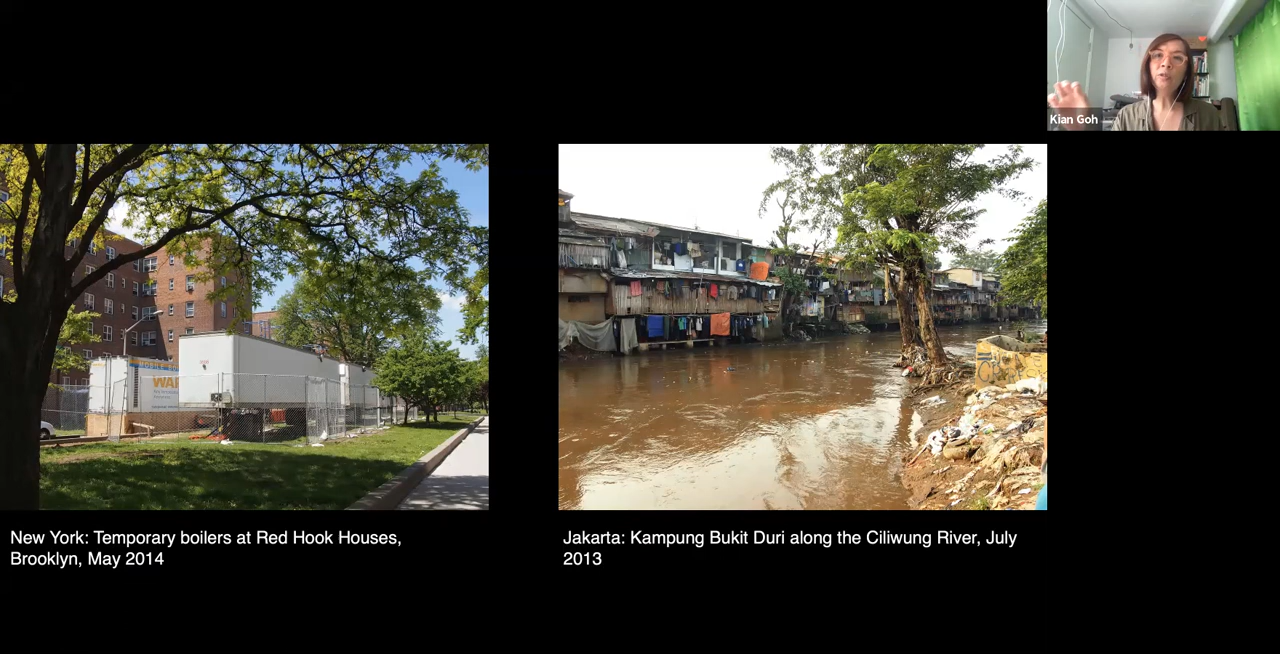 Kian Goh
WA
New York: Temporary boilers at Red Hook Houses,
Brooklyn, May 2014
Jakarta: Kampung Bukit Duri along the Ciliwung River, July
2013